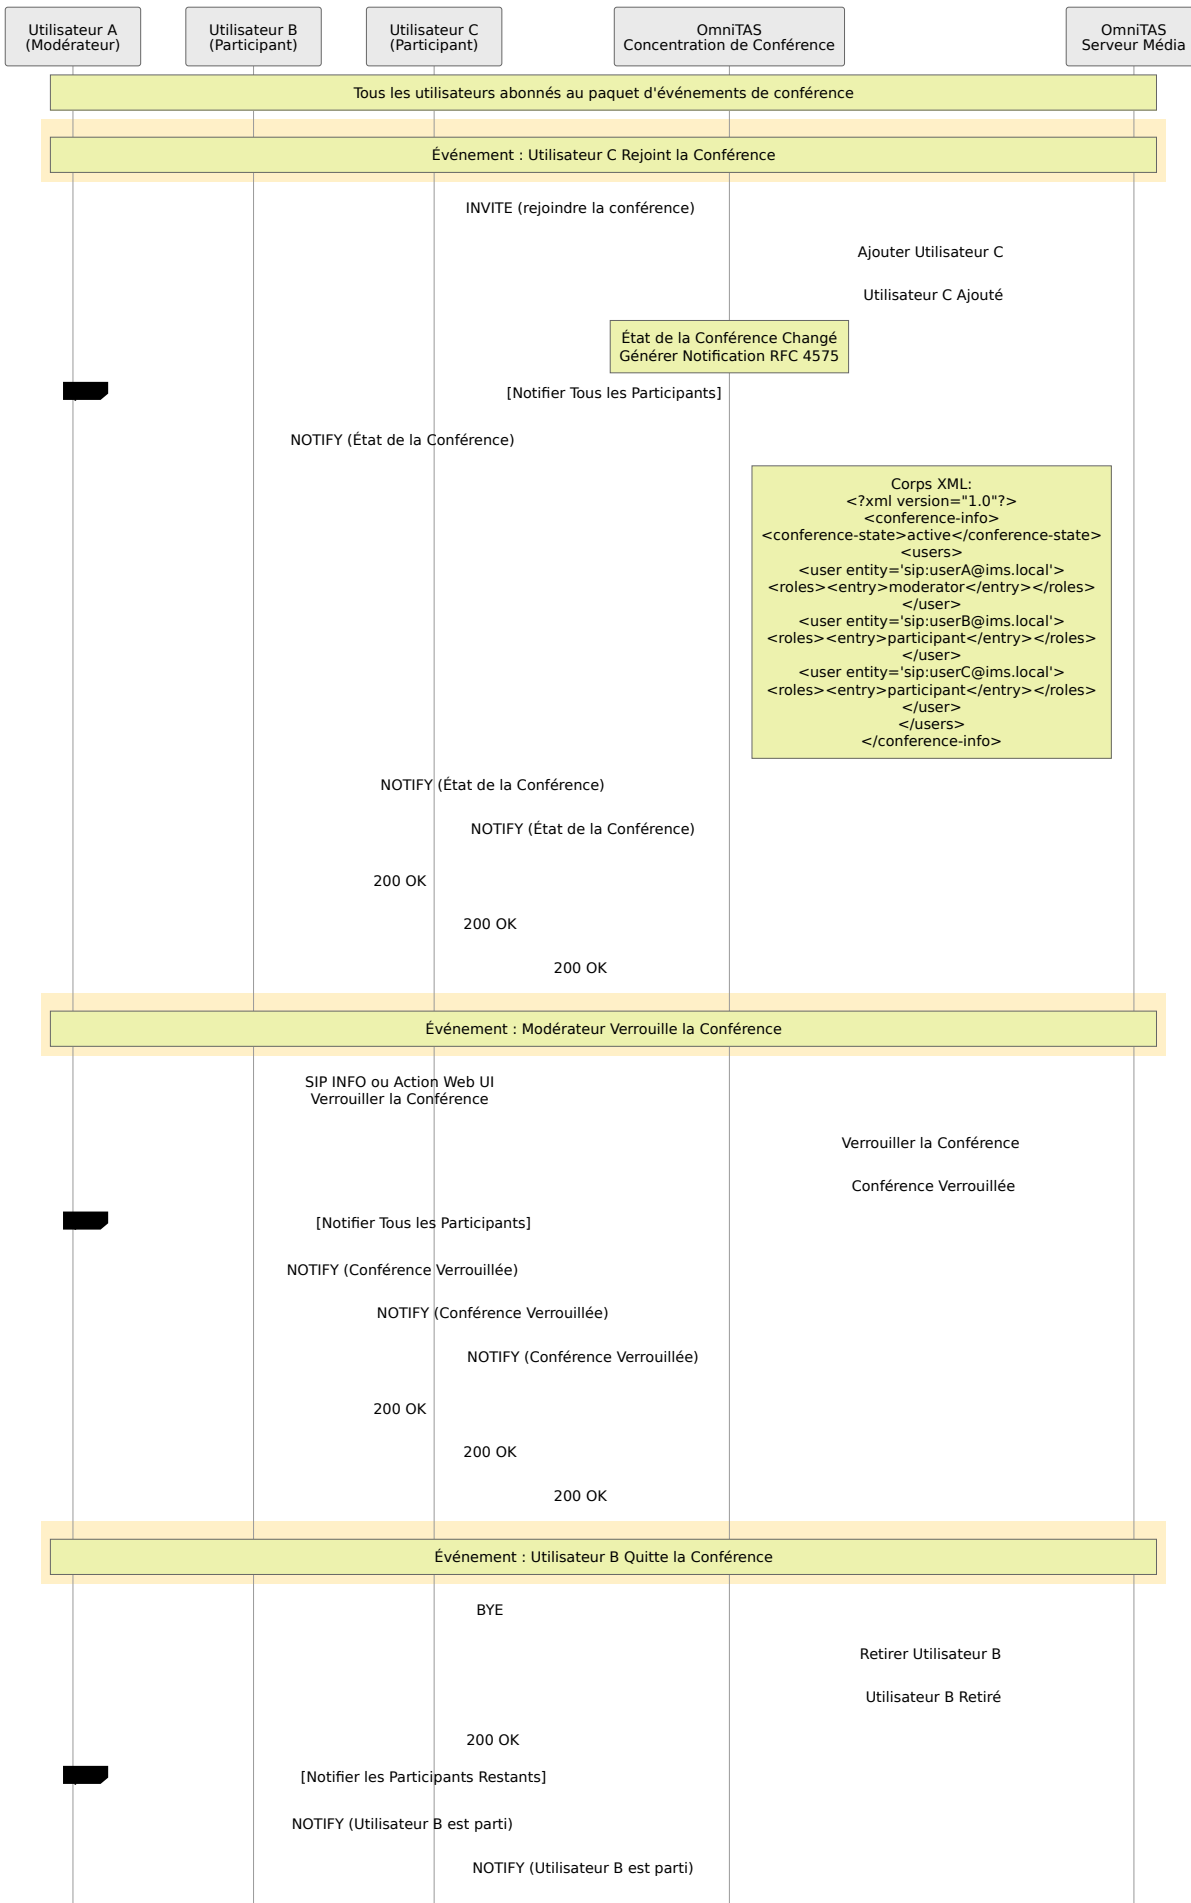 Utilisateur A
(Modérateur)
Utilisateur B
(Participant)
Utilisateur C
(Participant)
OmniTAS
Concentration de Conférence
OmniTAS
Serveur Média
Tous les utilisateurs abonnés au paquet d'événements de conférence
Événement : Utilisateur C Rejoint la Conférence
INVITE (rejoindre la conférence)
Ajouter Utilisateur C
Utilisateur C Ajouté
État de la Conférence Changé
Générer Notification RFC 4575
[Notifier Tous les Participants]
NOTIFY (État de la Conférence)
Corps XML:
<?xml version="1.0"?>
<conference-info>
<conference-state>active</conference-state>
<users>
<user entity='sip:userA@ims.local'>
<roles><entry>moderator</entry></roles>
</user>
<user entity='sip:userB@ims.local'>
<roles><entry>participant</entry></roles>
</user>
<user entity='sip:userC@ims.local'>
<roles><entry>participant</entry></roles>
</user>
</users>
</conference-info>
NOTIFY (État de la Conférence)
NOTIFY (État de la Conférence)
200 OK
200 OK
200 OK
Événement : Modérateur Verrouille la Conférence
SIP INFO ou Action Web UI
Verrouiller la Conférence
Verrouiller la Conférence
Conférence Verrouillée
[Notifier Tous les Participants]
NOTIFY (Conférence Verrouillée)
NOTIFY (Conférence Verrouillée)
NOTIFY (Conférence Verrouillée)
200 OK
200 OK
200 OK
Événement : Utilisateur B Quitte la Conférence
BYE
Retirer Utilisateur B
Utilisateur B Retiré
200 OK
[Notifier les Participants Restants]
NOTIFY (Utilisateur B est parti)
NOTIFY (Utilisateur B est parti)